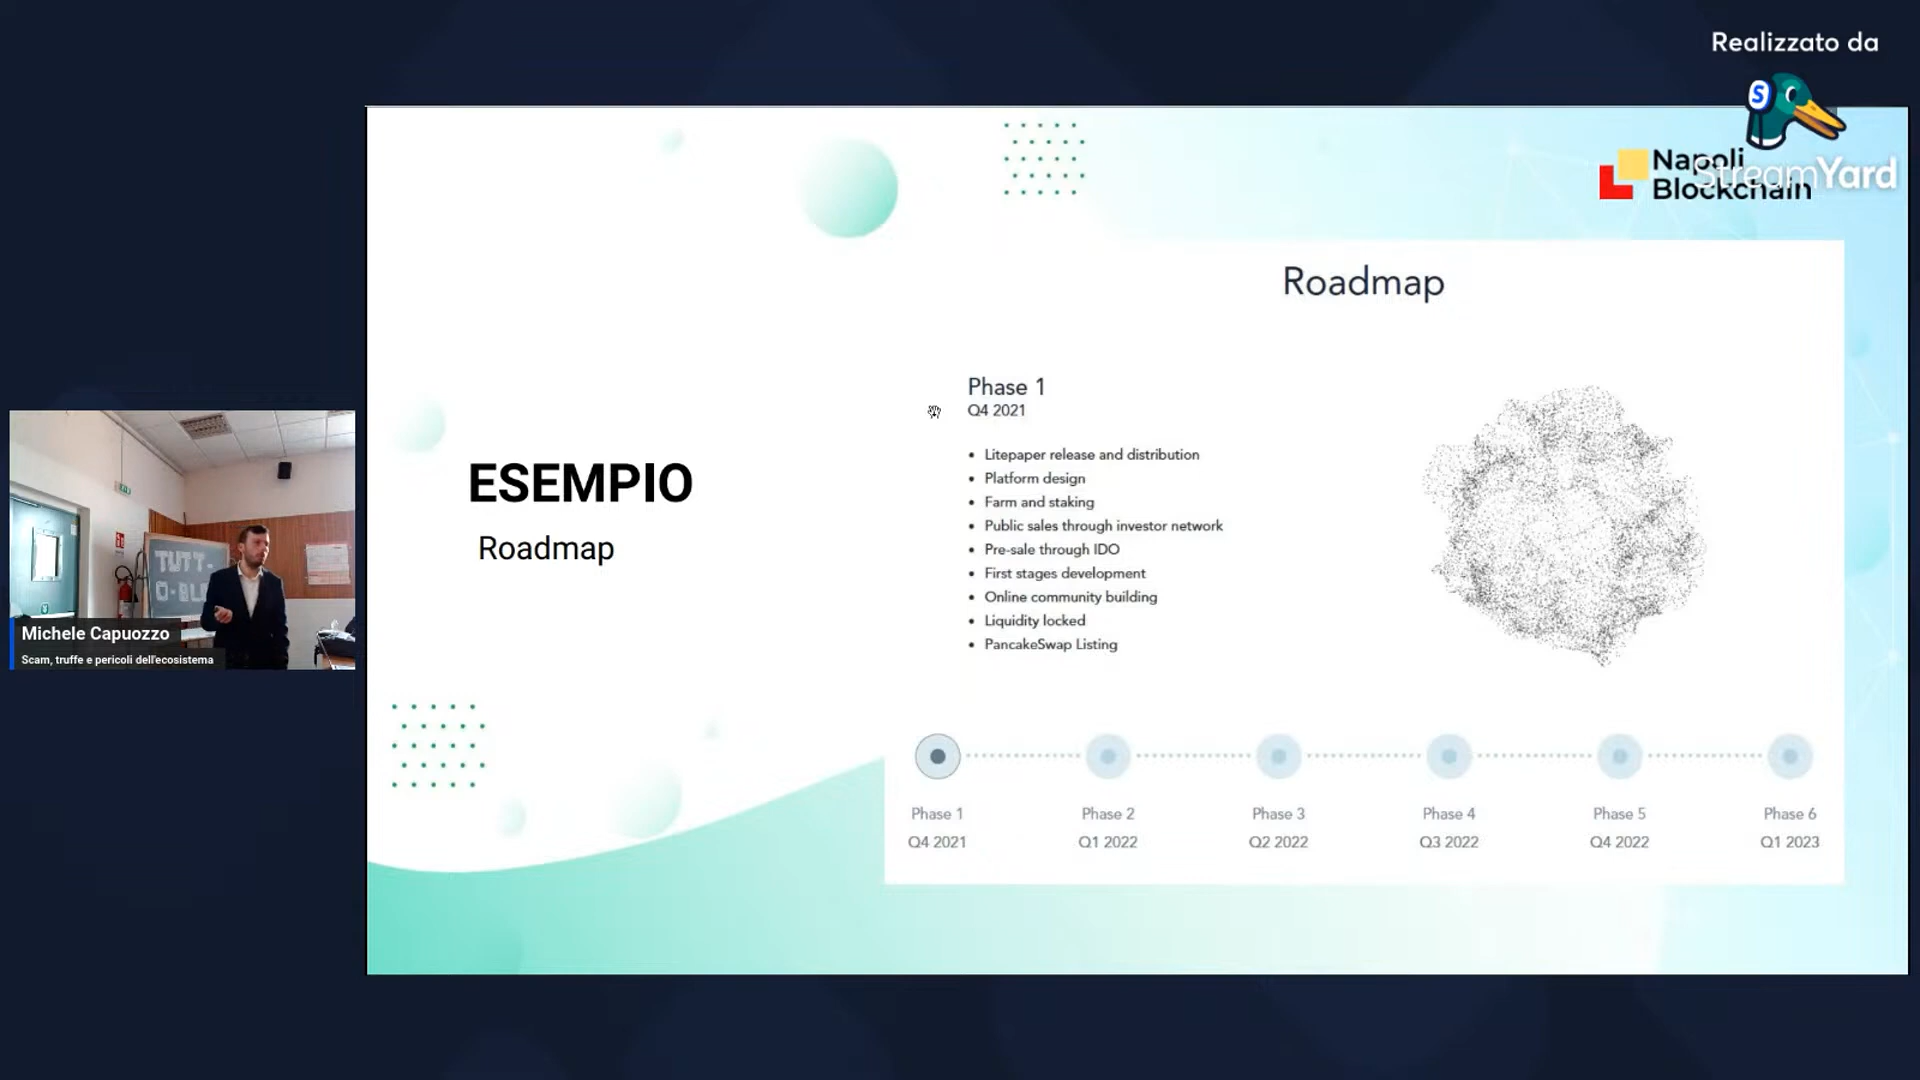 Realizzato da
StreamYard
Napoli
Blockchain
Roadmap
Phase 1
Q4 2021
• Litepaper release and distribution
• Platform design
• Farm and staking
• Public sales through investor network
• Pre-sale through IDO
• First stages development
• Online community building
• Liquidity locked
• PancakeSwap Listing
ESEMPIO
Roadmap
TUTT-
O-BL
Michele Capuozzo
Scam, truffe e pericoli dell'ecosistema
Phase 1
Q4 2021
Phase 2
Q1 2022
Phase 3
Q2 2022
Phase 4
Q3 2022
Phase 5
Q4 2022
Phase 6
Q1 2023